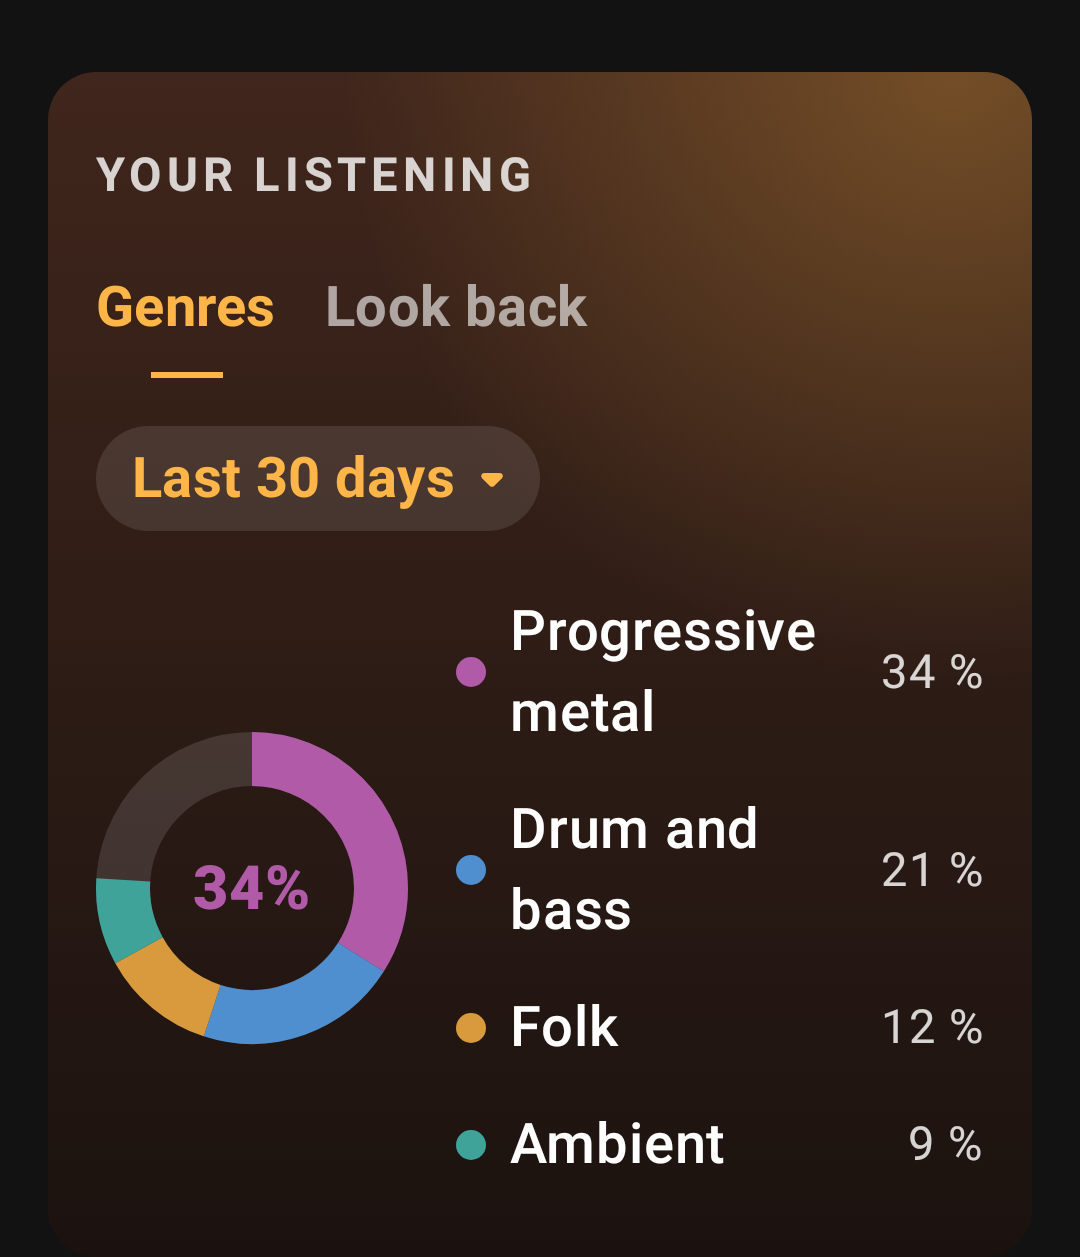 YOUR LISTENING
Genres Look back
Last 30 days
Progressive
metal
34 %
Drum and
bass
21 %
34%
Folk 12 %
Ambient 9 %